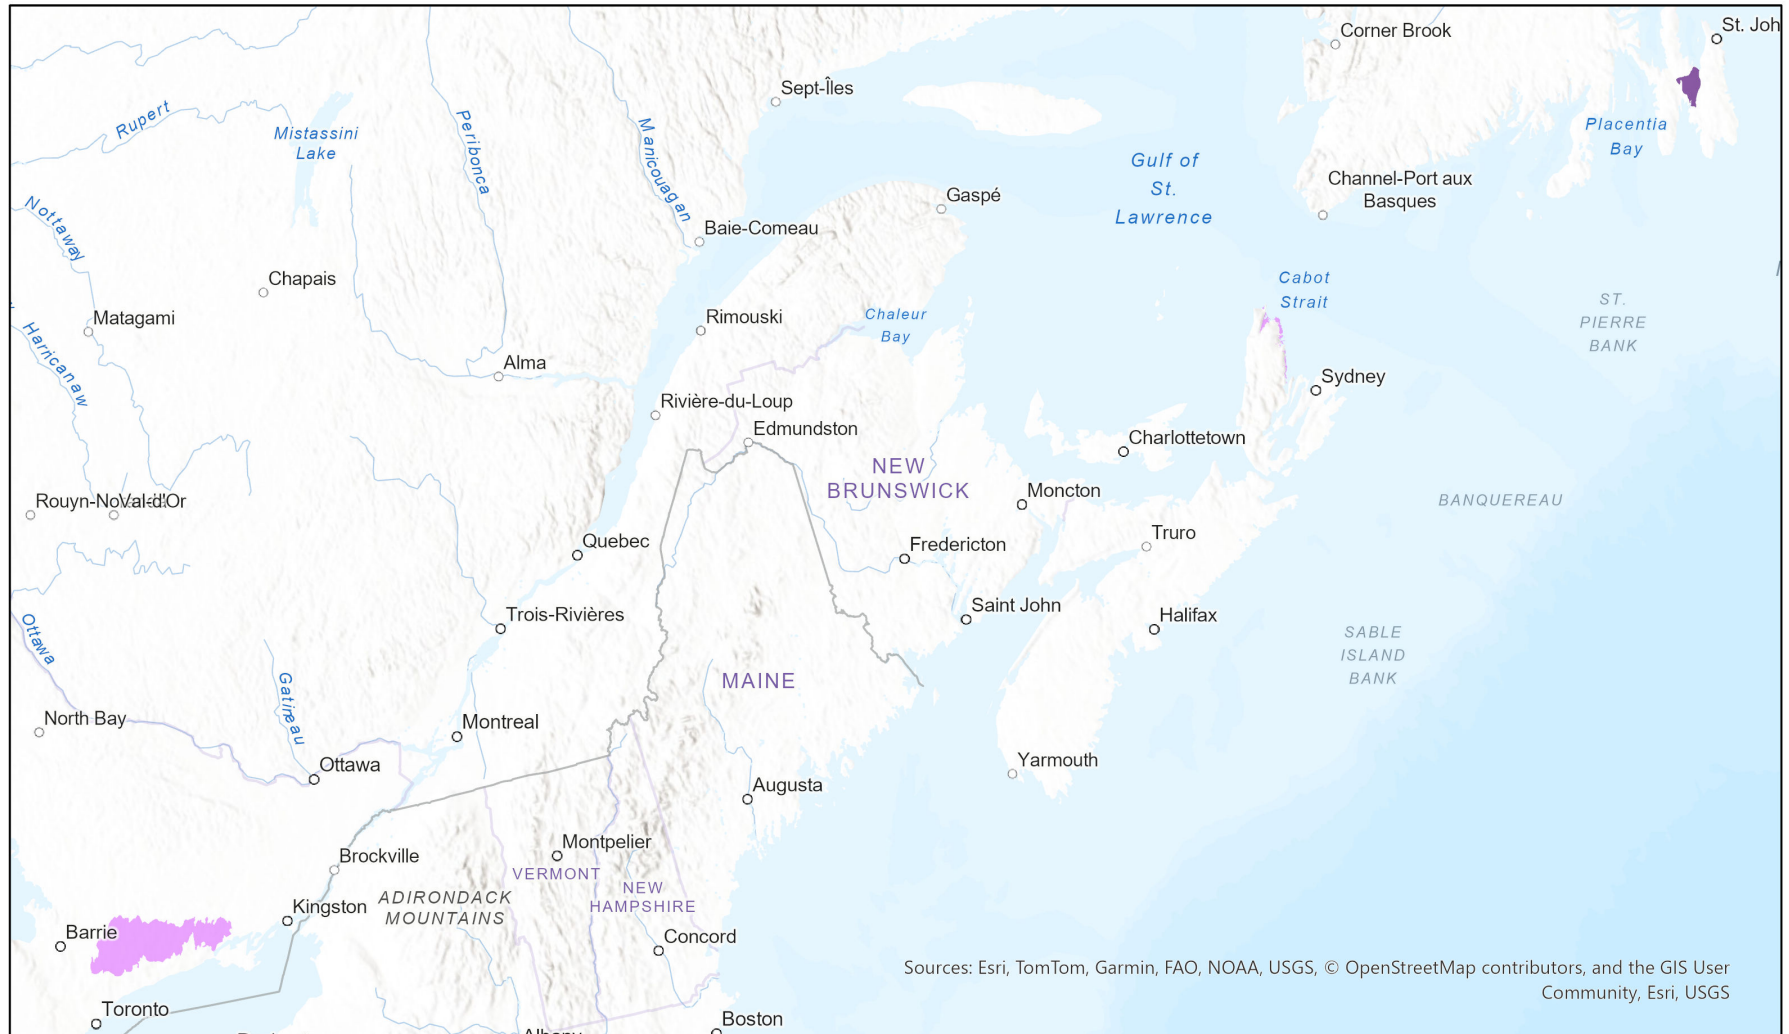 Corner Brook
St. Joh
Sept-Îles
Rupert
Mistassini
Lake
Peribonca
Manicouagan
Placentia
Bay
Gulf of
St.
Lawrence
Channel-Port aux
Basques
Gaspé
Nottaway
Baie-Comeau
Chapais
Cabot
Strait
ST.
PIERRE
BANK
Matagami
Rimouski
Chaleur
Bay
Harricanaw
Alma
Sydney
Rivière-du-Loup
Edmundston
Charlottetown
NEW
BRUNSWICK
Moncton
BANQUEREAU
Rouyn-No
Val-d'Or
Truro
Quebec
Fredericton
Trois-Rivières
Saint John
Halifax
Ottawa
SABLE
ISLAND
BANK
MAINE
Gatineau
North Bay
Montreal
Ottawa
Yarmouth
Augusta
Montpelier
Brockville
VERMONT
NEW
HAMPSHIRE
ADIRONDACK
MOUNTAINS
Kingston
Barrie
Concord
Sources: Esri, TomTom, Garmin, FAO, NOAA, USGS, © OpenStreetMap contributors, and the GIS User
Community, Esri, USGS
Toronto
Boston
Albany